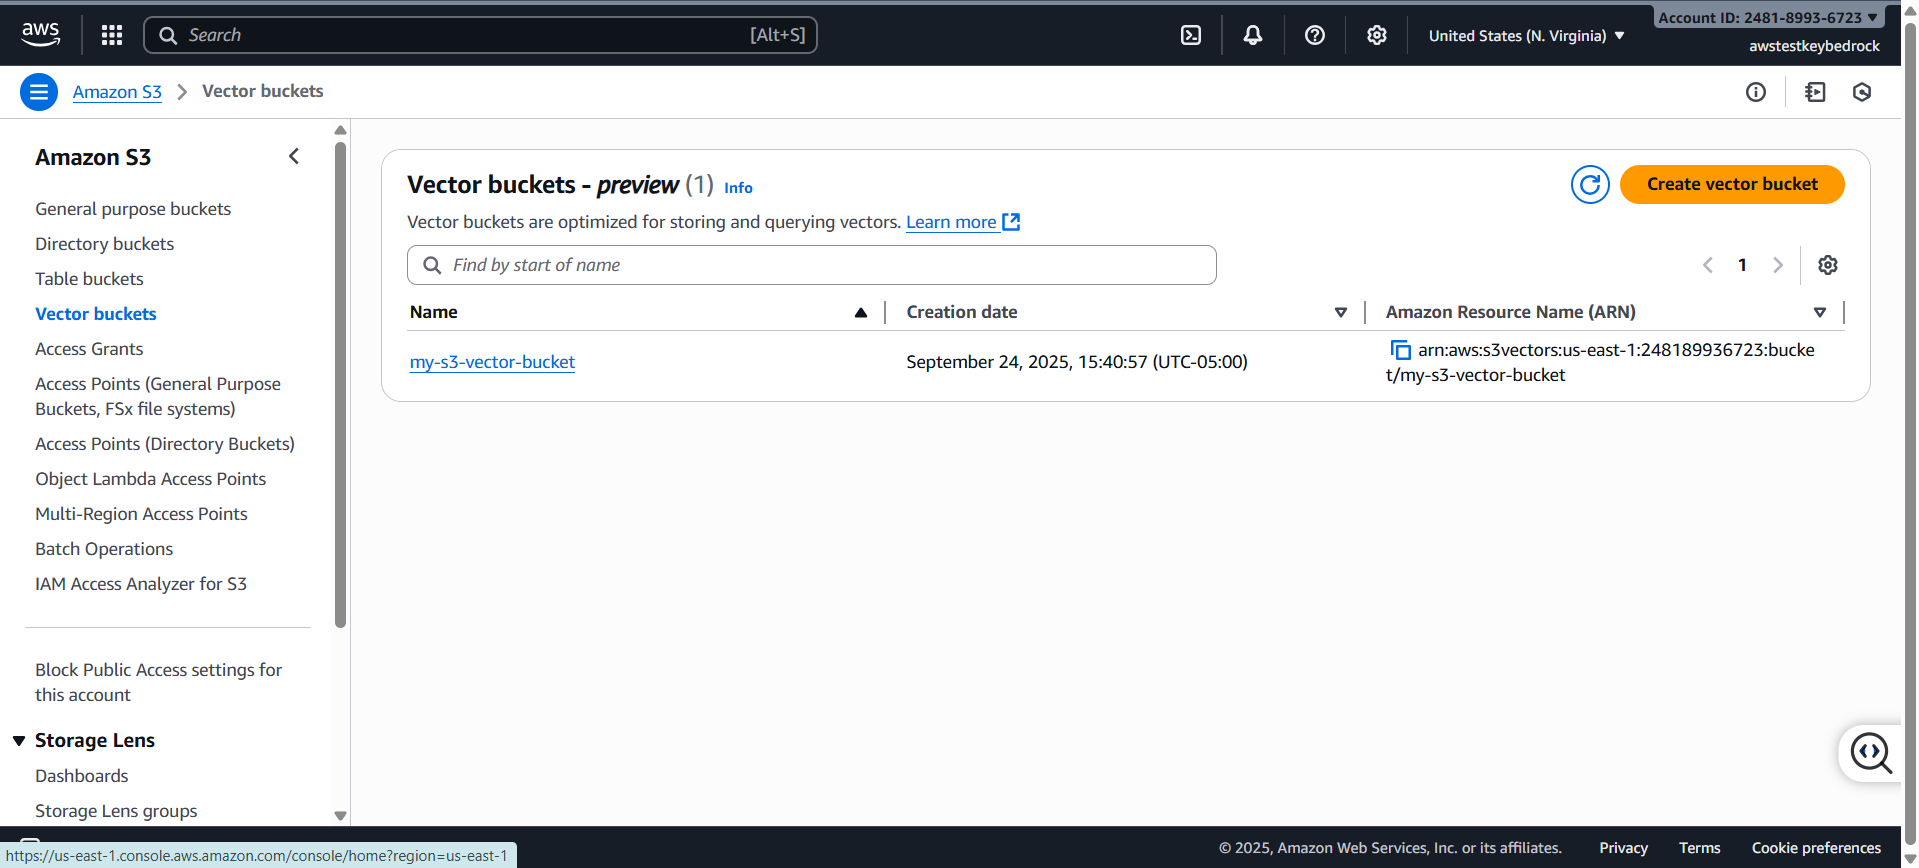 aws
Search [Alt+S]
United States (N. Virginia)
Account ID: 2481-8993-6723
awstestkeybedrock
Amazon S3 Vector buckets
Amazon S3
General purpose buckets
Directory buckets
Table buckets
Vector buckets
Access Grants
Access Points (General Purpose
Buckets, FSx file systems)
Access Points (Directory Buckets)
Object Lambda Access Points
Multi-Region Access Points
Batch Operations
IAM Access Analyzer for S3
Block Public Access settings for
this account
Storage Lens
Dashboards
Storage Lens groups
Vector buckets - preview (1) Info
Create vector bucket
Vector buckets are optimized for storing and querying vectors. Learn more
Find by start of name
1
Name Creation date Amazon Resource Name (ARN)
my-s3-vector-bucket September 24, 2025, 15:40:57 (UTC-05:00) arn:aws:s3vectors:us-east-1:248189936723:bucke
t/my-s3-vector-bucket
https://us-east-1.console.aws.amazon.com/console/home?region=us-east-1
© 2025, Amazon Web Services, Inc. or its affiliates. Privacy Terms Cookie preferences